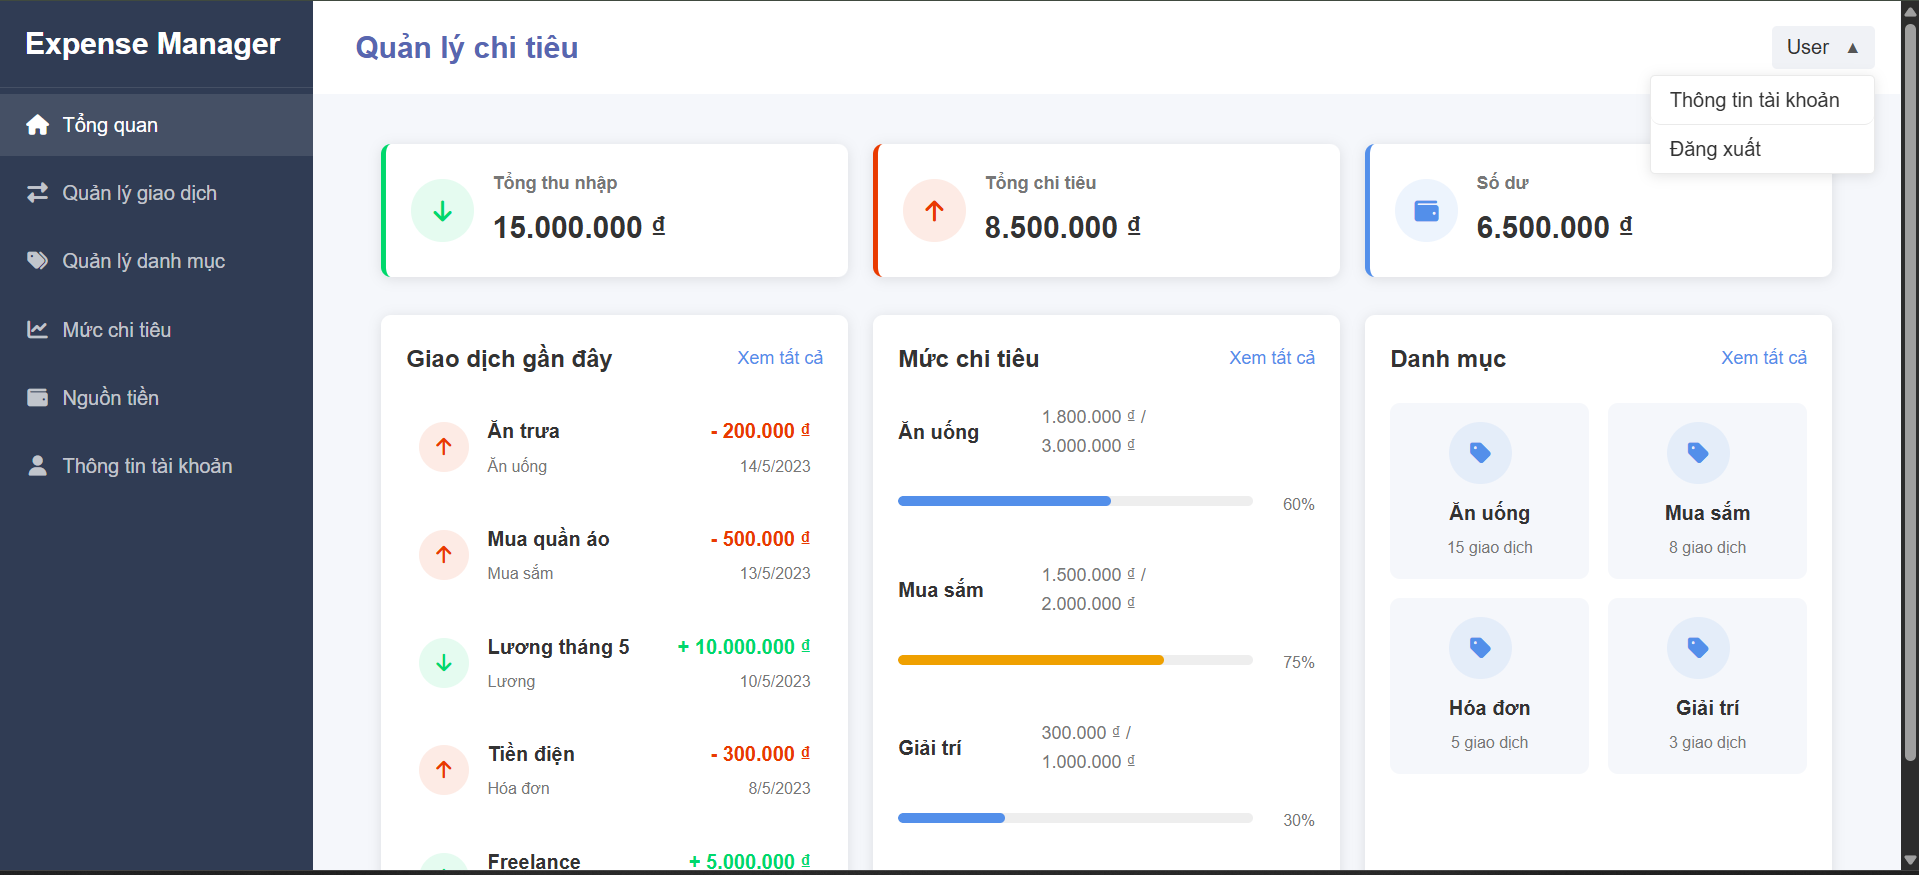 Expense Manager
Tổng quan
Quản lý giao dịch
Quản lý danh mục
Mức chi tiêu
Nguồn tiền
Thông tin tài khoản
Quản lý chi tiêu
User ▲
Thông tin tài khoản
Đăng xuất
Tổng thu nhập
15.000.000 ₫
Tổng chi tiêu
8.500.000 ₫
Số dư
6.500.000 ₫
Giao dịch gần đây
Xem tất cả
Ăn trưa
- 200.000 ₫
Ăn uống
14/5/2023
Mua quần áo
- 500.000 ₫
Mua sắm
13/5/2023
Lương tháng 5
+ 10.000.000 ₫
Lương
10/5/2023
Tiền điện
- 300.000 ₫
Hóa đơn
8/5/2023
Freelance
+ 5.000.000 ₫
Mức chi tiêu
Xem tất cả
Ăn uống
1.800.000 ₫ /
3.000.000 ₫
60%
Mua sắm
1.500.000 ₫ /
2.000.000 ₫
75%
Giải trí
300.000 ₫ /
1.000.000 ₫
30%
Danh mục
Xem tất cả
Ăn uống
15 giao dịch
Mua sắm
8 giao dịch
Hóa đơn
5 giao dịch
Giải trí
3 giao dịch